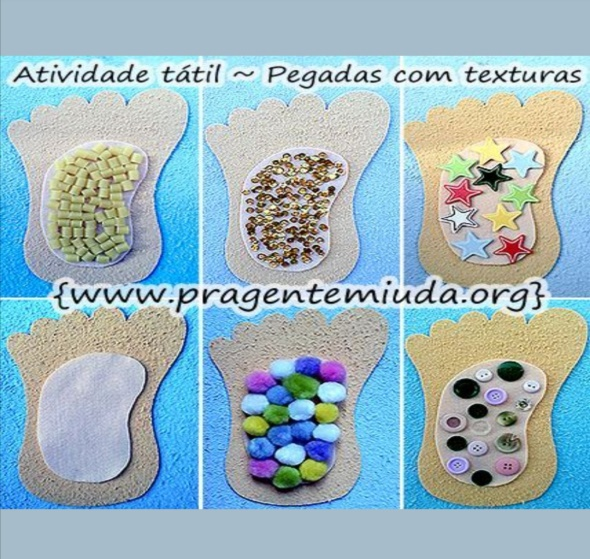 Atividade tátil ~ Pegadas com texturas
{www.pragentemiuda.org}